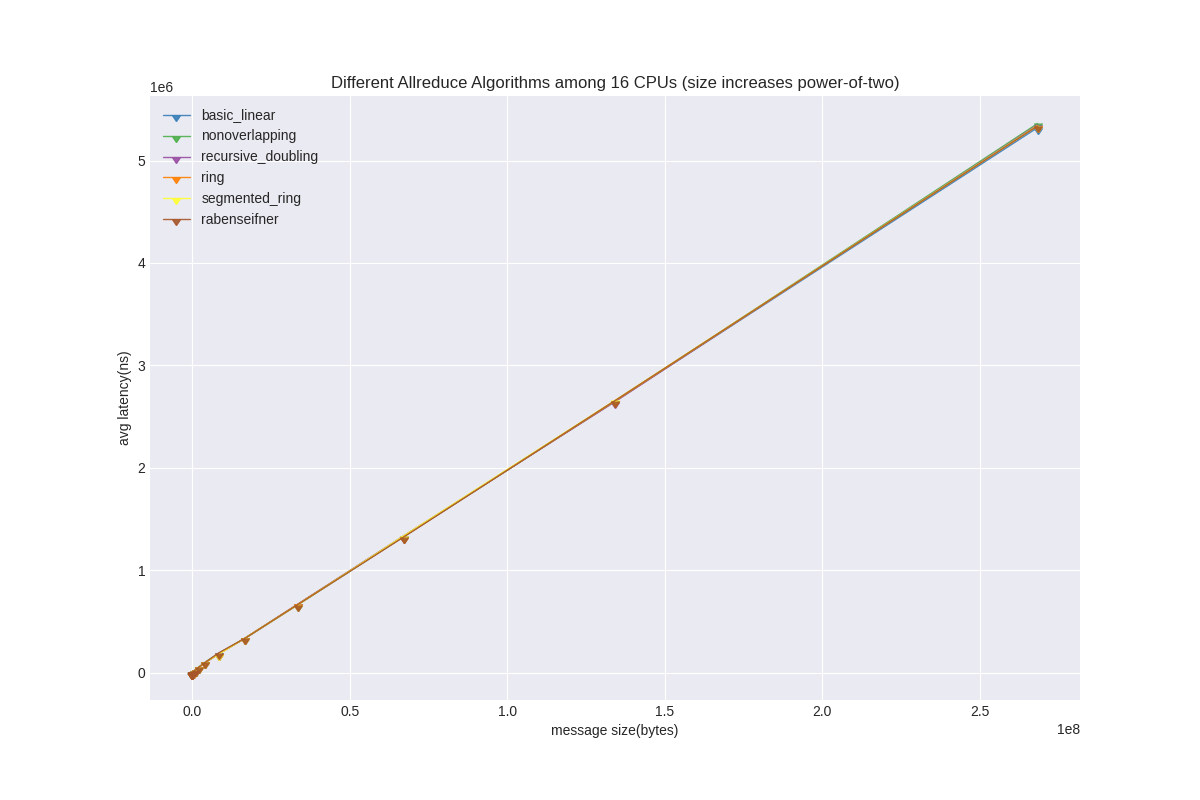 Different Allreduce Algorithms among 16 CPUs (size increases power-of-two)
1e6
basic_linear
nonoverlapping
recursive_doubling
ring
segmented_ring
rabenseifner
5
4
3
2
1
0
avg latency(ns)
0.0 0.5 1.0 1.5 2.0 2.5
1e8
message size(bytes)